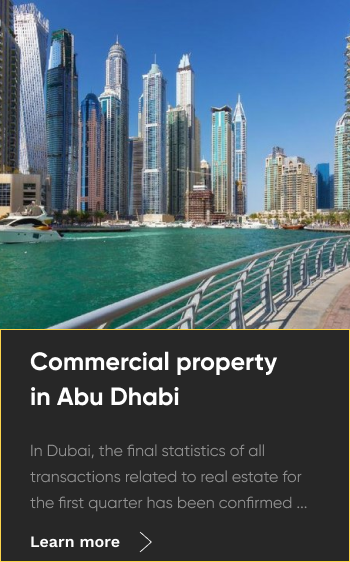 Commercial property
in Abu Dhabi
In Dubai, the final statistics of all
transactions related to real estate for
the first quarter has been confirmed ...
Learn more